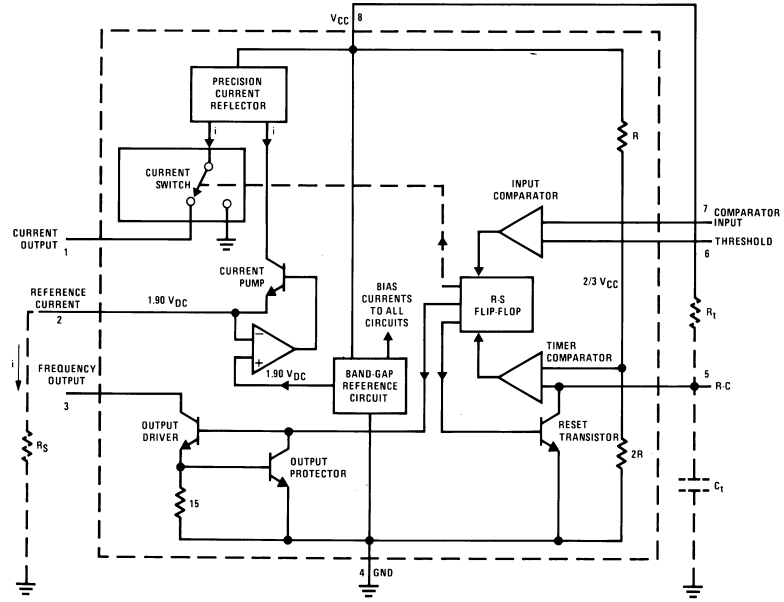 VCC 8
PRECISION
CURRENT
REFLECTOR
i i
R
CURRENT
SWITCH
INPUT
COMPARATOR
7 COMPARATOR
INPUT
THRESHOLD
6
CURRENT
OUTPUT 1
CURRENT
PUMP
BIAS
CURRENTS
TO ALL
CIRCUITS
R-S
FLIP-FLOP
2/3 VCC
REFERENCE
CURRENT
2
1.90 VDC
Rt
i
−
+
1.90 VDC
TIMER
COMPARATOR
5
R-C
FREQUENCY
OUTPUT
3
BAND-GAP
REFERENCE
CIRCUIT
OUTPUT
DRIVER
RESET
TRANSISTOR
RS
OUTPUT
PROTECTOR
2R
Ct
15
4 GND